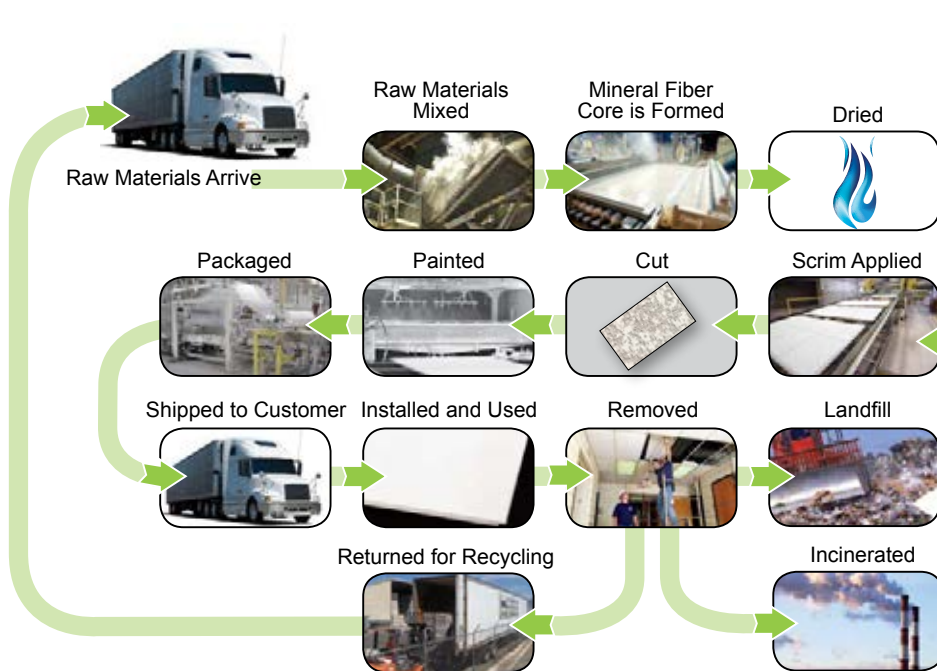 Raw Materials
Mixed
Mineral Fiber
Core is Formed
Dried
Raw Materials Arrive
Packaged
Painted
Cut
Scrim Applied
Shipped to Customer
Installed and Used
Removed
Landfill
Returned for Recycling
Incinerated